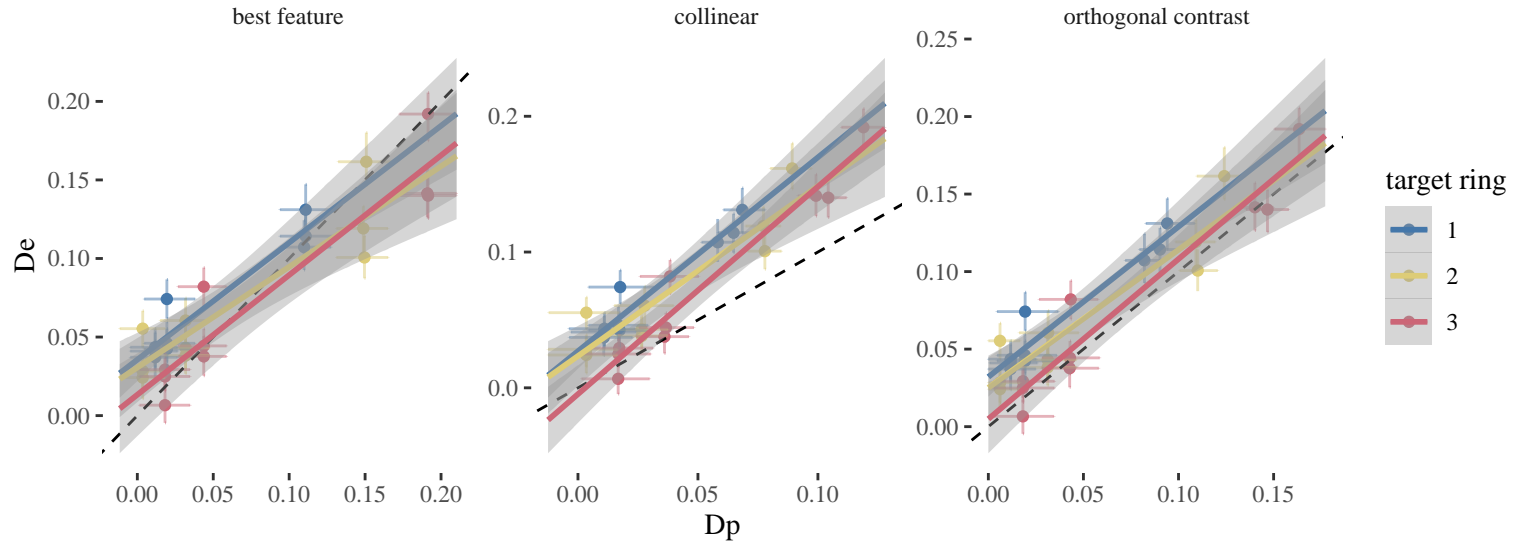 best feature
collinear
orthogonal contrast
De
0.20
0.15
0.10
0.05
0.00
0.00 0.05 0.10 0.15 0.20
0.2
0.1
0.0
0.00 0.05 0.10
0.25
0.20
0.15
0.10
0.05
0.00
0.00 0.05 0.10 0.15
Dp
target ring
1
2
3